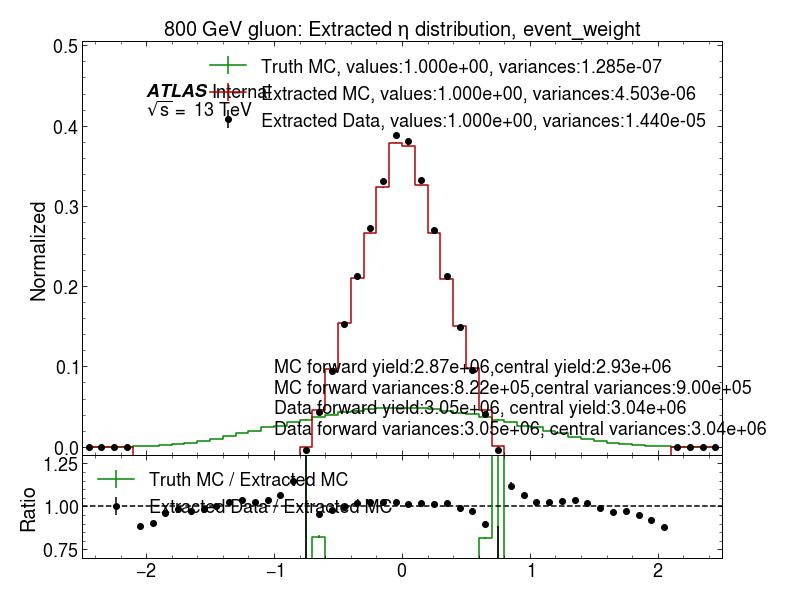 800 GeV gluon: Extracted η distribution, event_weight
0.5
Truth MC, values:1.000e+00, variances:1.285e-07
ATLAS Internal
Extracted MC, values:1.000e+00, variances:4.503e-06
√s = 13 TeV
Extracted Data, values:1.000e+00, variances:1.440e-05
0.4
0.3
Normalized
0.2
0.1
MC forward yield:2.87e+06,central yield:2.93e+06
MC forward variances:8.22e+05,central variances:9.00e+05
Data forward yield:3.05e+06, central yield:3.04e+06
Data forward variances:3.05e+06, central variances:3.04e+06
0.0
1.25
Truth MC / Extracted MC
Ratio
1.00
Extracted Data / Extracted MC
0.75
−2 −1 0 1 2